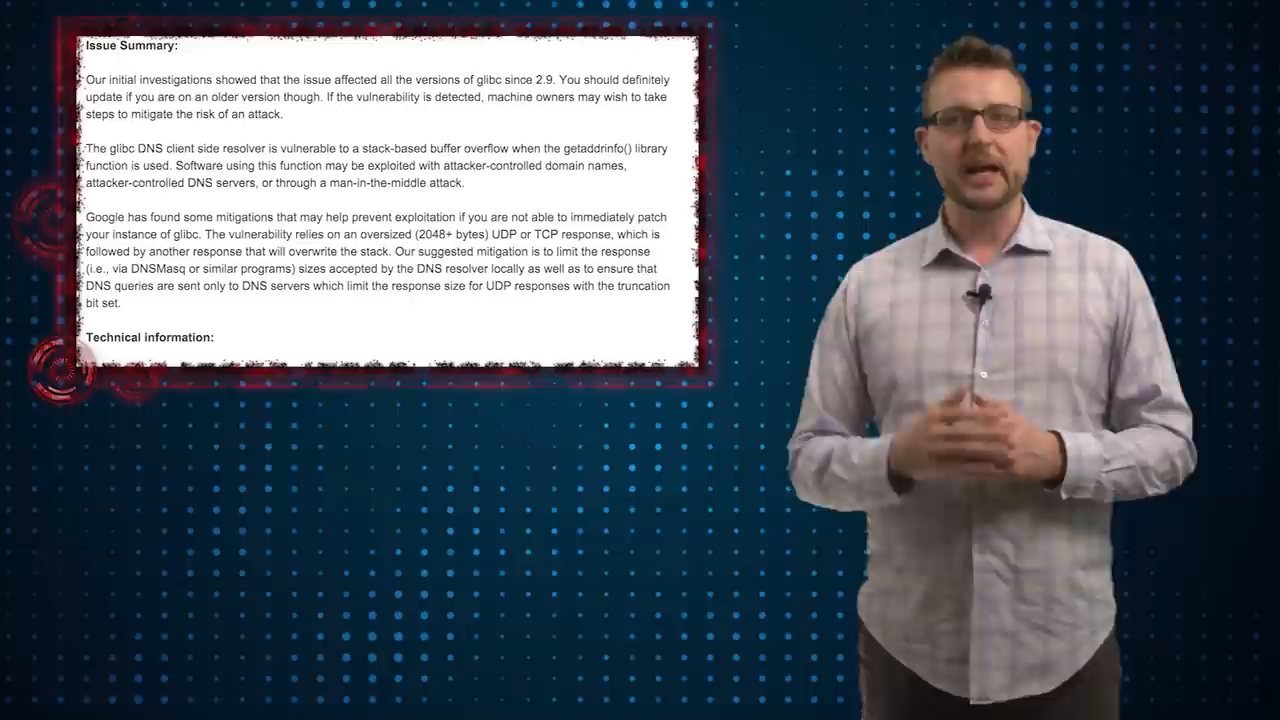 Issue Summary:
Our initial investigations showed that the issue affected all the versions of glibc since 2.9. You should definitely
update if you are on an older version though. If the vulnerability is detected, machine owners may wish to take
steps to mitigate the risk of an attack.
The glibc DNS client side resolver is vulnerable to a stack-based buffer overflow when the getaddrinfo() library
function is used. Software using this function may be exploited with attacker-controlled domain names,
attacker-controlled DNS servers, or through a man-in-the-middle attack.
Google has found some mitigations that may help prevent exploitation if you are not able to immediately patch
your instance of glibc. The vulnerability relies on an oversized (2048+ bytes) UDP or TCP response, which is
followed by another response that will overwrite the stack. Our suggested mitigation is to limit the response
(i.e., via DNSMasq or similar programs) sizes accepted by the DNS resolver locally as well as to ensure that
DNS queries are sent only to DNS servers which limit the response size for UDP responses with the truncation
bit set.
Technical information: